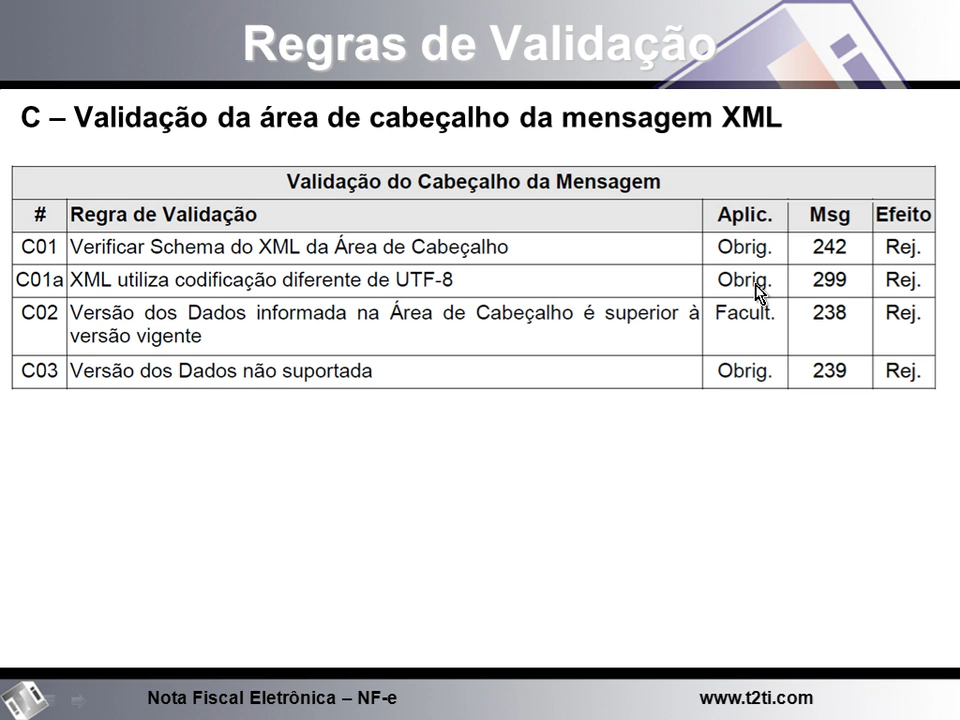 Regras de Validação
C – Validação da área de cabeçalho da mensagem XML
Validação do Cabeçalho da Mensagem
# Regra de Validação Aplic. Msg Efeito
C01 Verificar Schema do XML da Área de Cabeçalho Obrig. 242 Rej.
C01a XML utiliza codificação diferente de UTF-8 Obrig. 299 Rej.
C02 Versão dos Dados informada na Área de Cabeçalho é superior à Facult. 238 Rej.
versão vigente
C03 Versão dos Dados não suportada Obrig. 239 Rej.
Nota Fiscal Eletrônica – NF-e www.t2ti.com